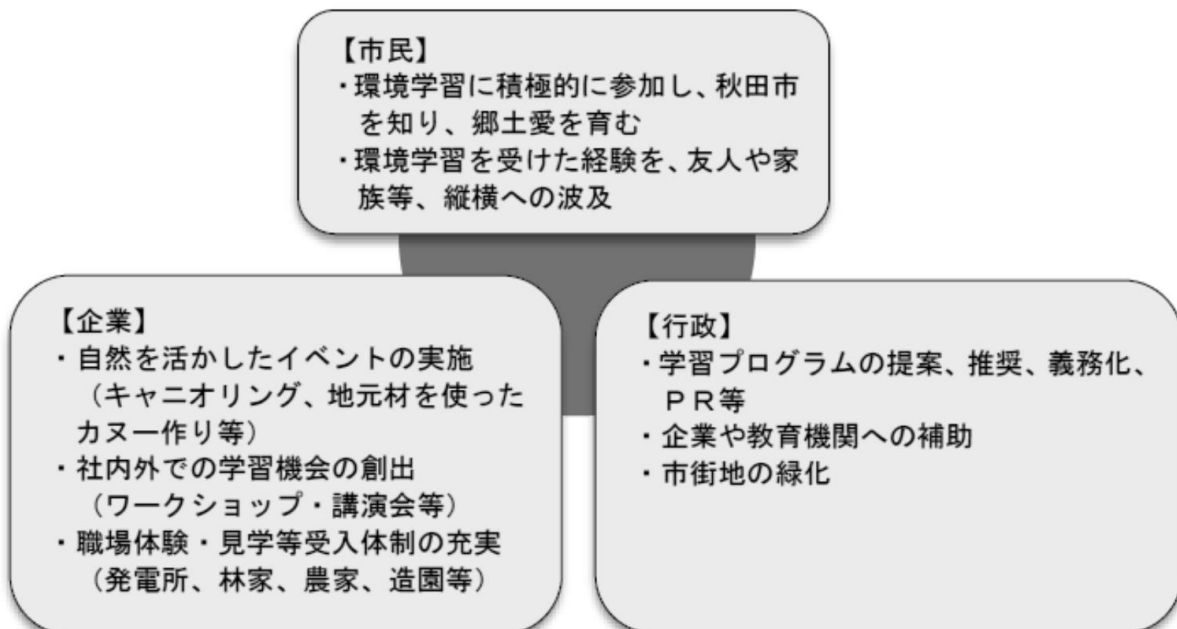 【市民】
・環境学習に積極的に参加し、秋田市
を知り、郷土愛を育む
・環境学習を受けた経験を、友人や家
族等、縦横への波及
【企業】
・自然を活かしたイベントの実施
（キャニオリング、地元材を使った
カヌー作り等）
・社内外での学習機会の創出
（ワークショップ・講演会等）
・職場体験・見学等受入体制の充実
（発電所、林家、農家、造園等）
【行政】
・学習プログラムの提案、推奨、義務化、
ＰＲ等
・企業や教育機関への補助
・市街地の緑化